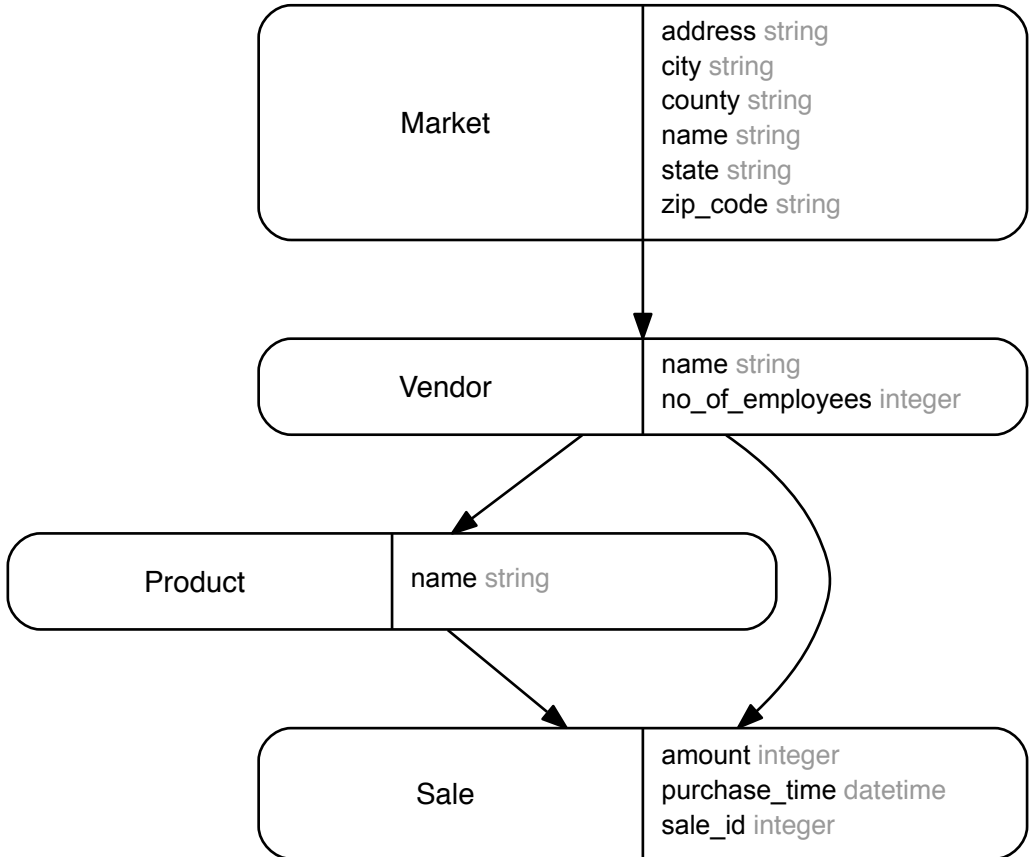 Market
address string
city string
county string
name string
state string
zip_code string
Vendor
name string
no_of_employees integer
Product
name string
Sale
amount integer
purchase_time datetime
sale_id integer